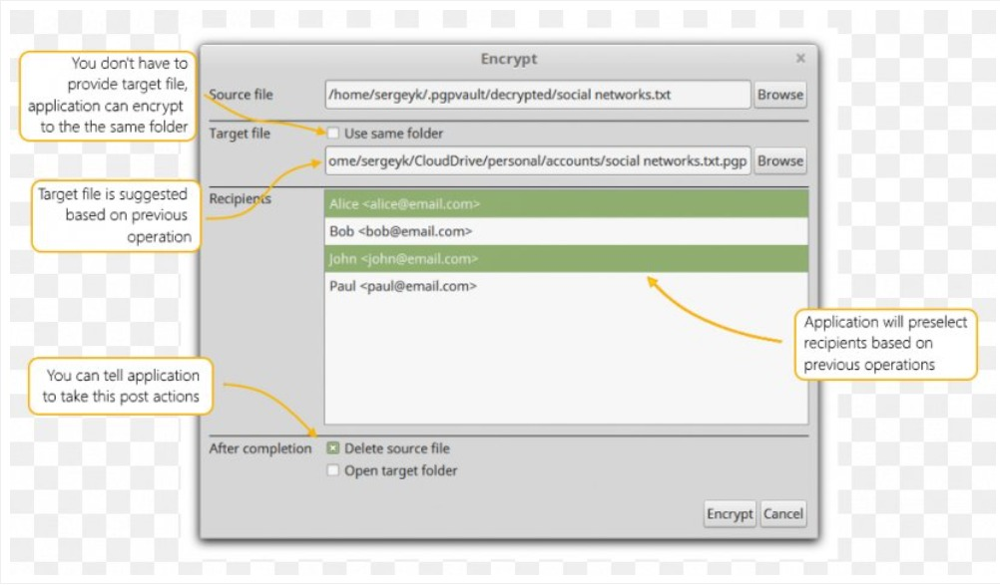 Encrypt
You don't have to
provide target file,
application can encrypt
to the the same folder
Source file
/home/sergeyk/.pgpvault/decrypted/social networks.txt
Browse
Target file
Use same folder
ome/sergeyk/CloudDrive/personal/accounts/social networks.txt.pgp
Browse
Target file is suggested
based on previous
operation
Recipients
Alice <alice@email.com>
Bob <bob@email.com>
John <john@email.com>
Paul <paul@email.com>
Application will preselect
recipients based on
previous operations
You can tell application
to take this post actions
After completion
Delete source file
Open target folder
Encrypt
Cancel